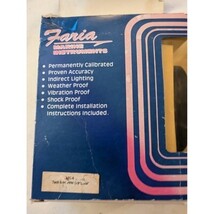 Faria
MARINE
INSTRUMENTS
• Permanently Calibrated
• Proven Accuracy
• Indirect Lighting
• Weather Proof
• Vibration Proof
• Shock Proof
• Complete Installation
Instructions Included.